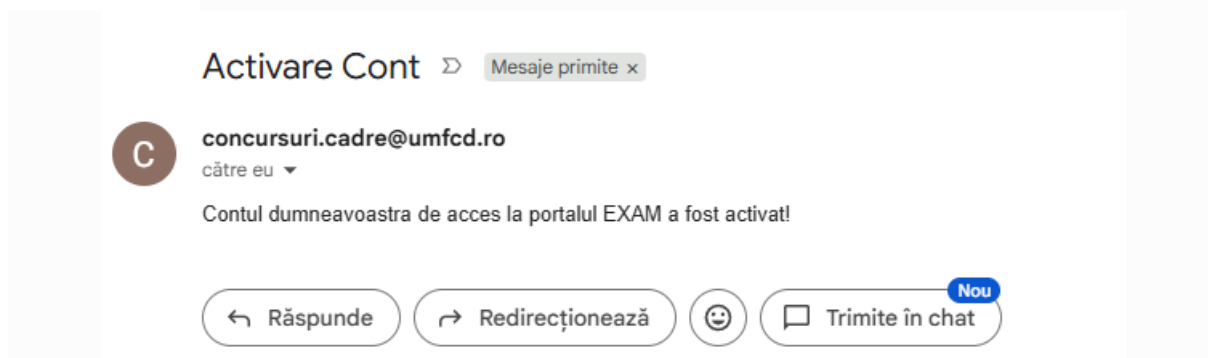 Activare Cont Mesaje primite ×
C
concursuri.cadre@umfcd.ro
către eu
Contul dumneavoastra de acces la portalul EXAM a fost activat!
Nou
Răspunde Redirecționează Trimite în chat